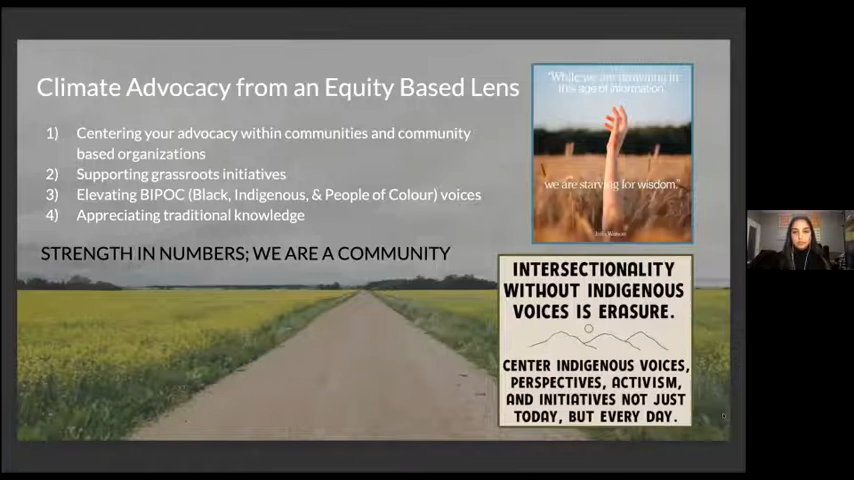 Climate Advocacy from an Equity Based Lens
1) Centering your advocacy within communities and community
based organizations
2) Supporting grassroots initiatives
3) Elevating BIPOC (Black, Indigenous, & People of Colour) voices
4) Appreciating traditional knowledge
STRENGTH IN NUMBERS; WE ARE A COMMUNITY
"While we are drowning in
this age of information,
we are starving for wisdom."
Julia Watson
INTERSECTIONALITY
WITHOUT INDIGENOUS
VOICES IS ERASURE.
CENTER INDIGENOUS VOICES,
PERSPECTIVES, ACTIVISM,
AND INITIATIVES NOT JUST
TODAY, BUT EVERY DAY.